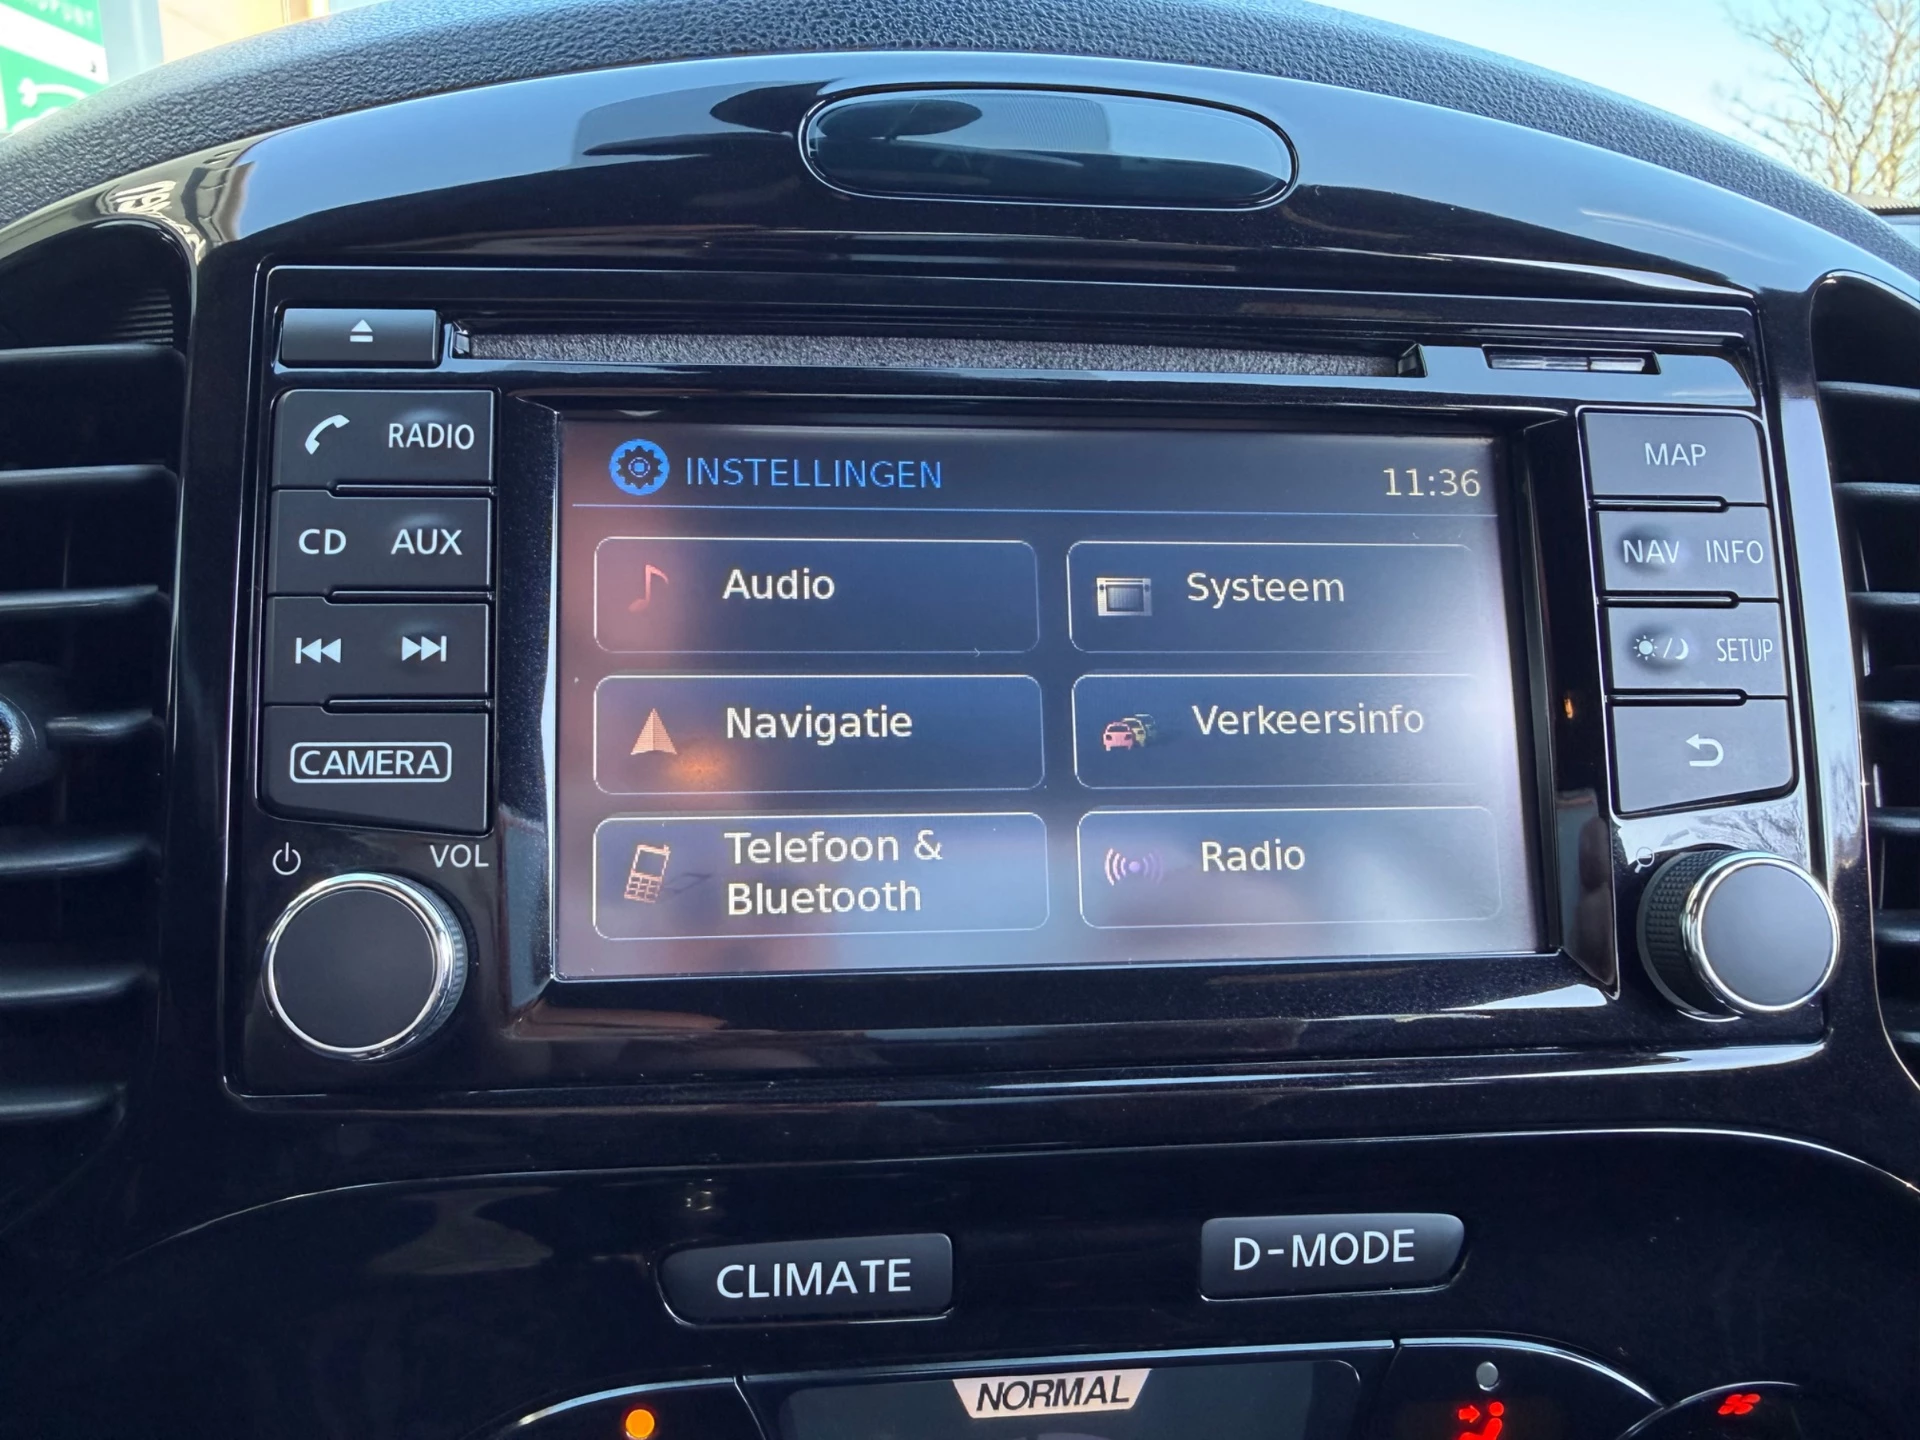 RADIO
CD AUX
CAMERA
VOL
INSTELLINGEN 11:36
Audio
Systeem
Navigatie
Verkeersinfo
Telefoon &
Bluetooth
Radio
MAP
NAV INFO
SETUP
CLIMATE
D-MODE
NORMAL